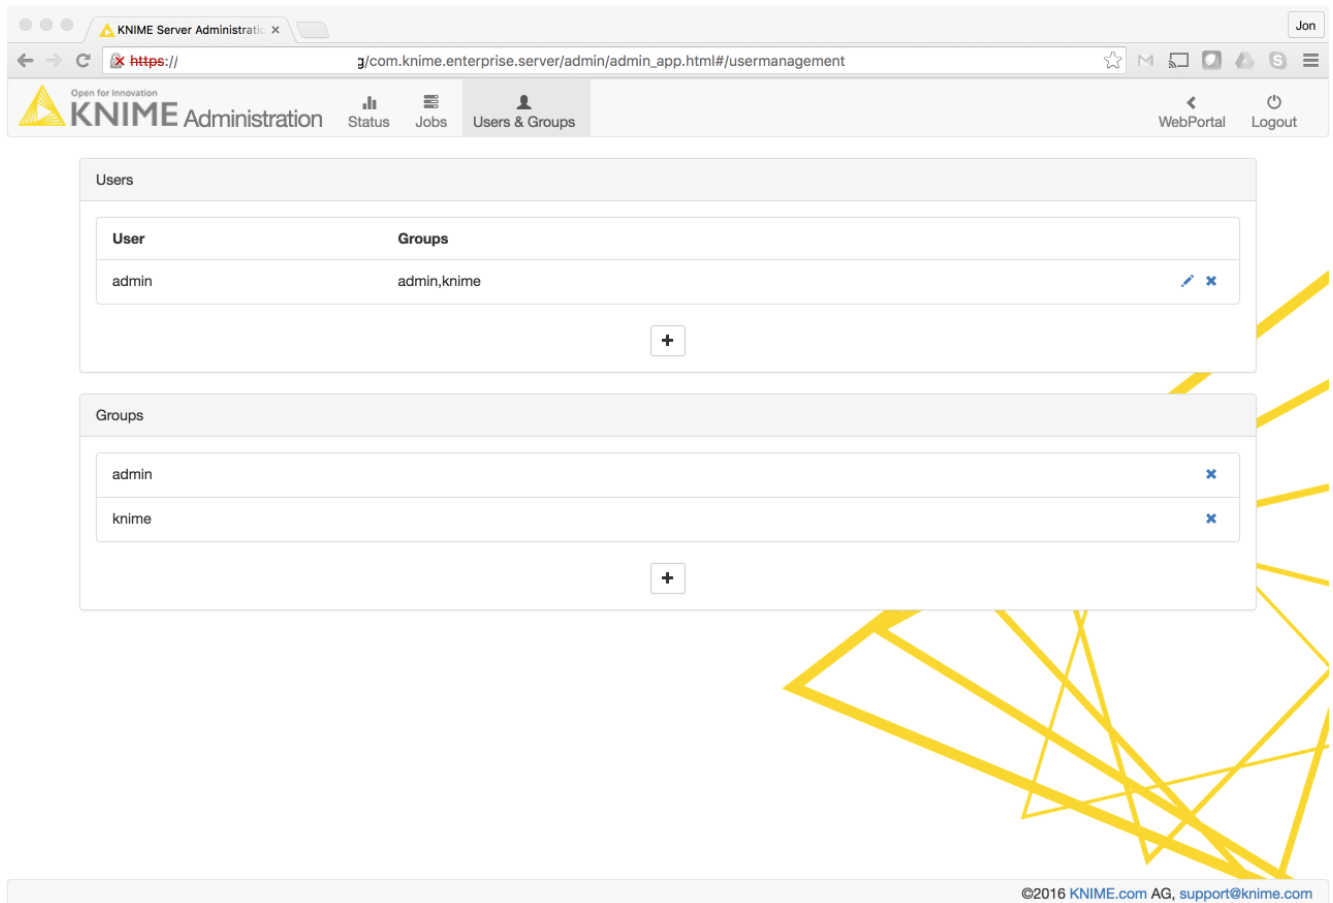 KNIME Server Administratic
Jon
https:// g/com.knime.enterprise.server/admin/admin_app.html#/usermanagement
Open for Innovation
KNIME Administration
Status
Jobs
Users & Groups
WebPortal
Logout
Users
User Groups
admin admin,knime
Groups
admin
knime
©2016 KNIME.com AG, support@knime.com